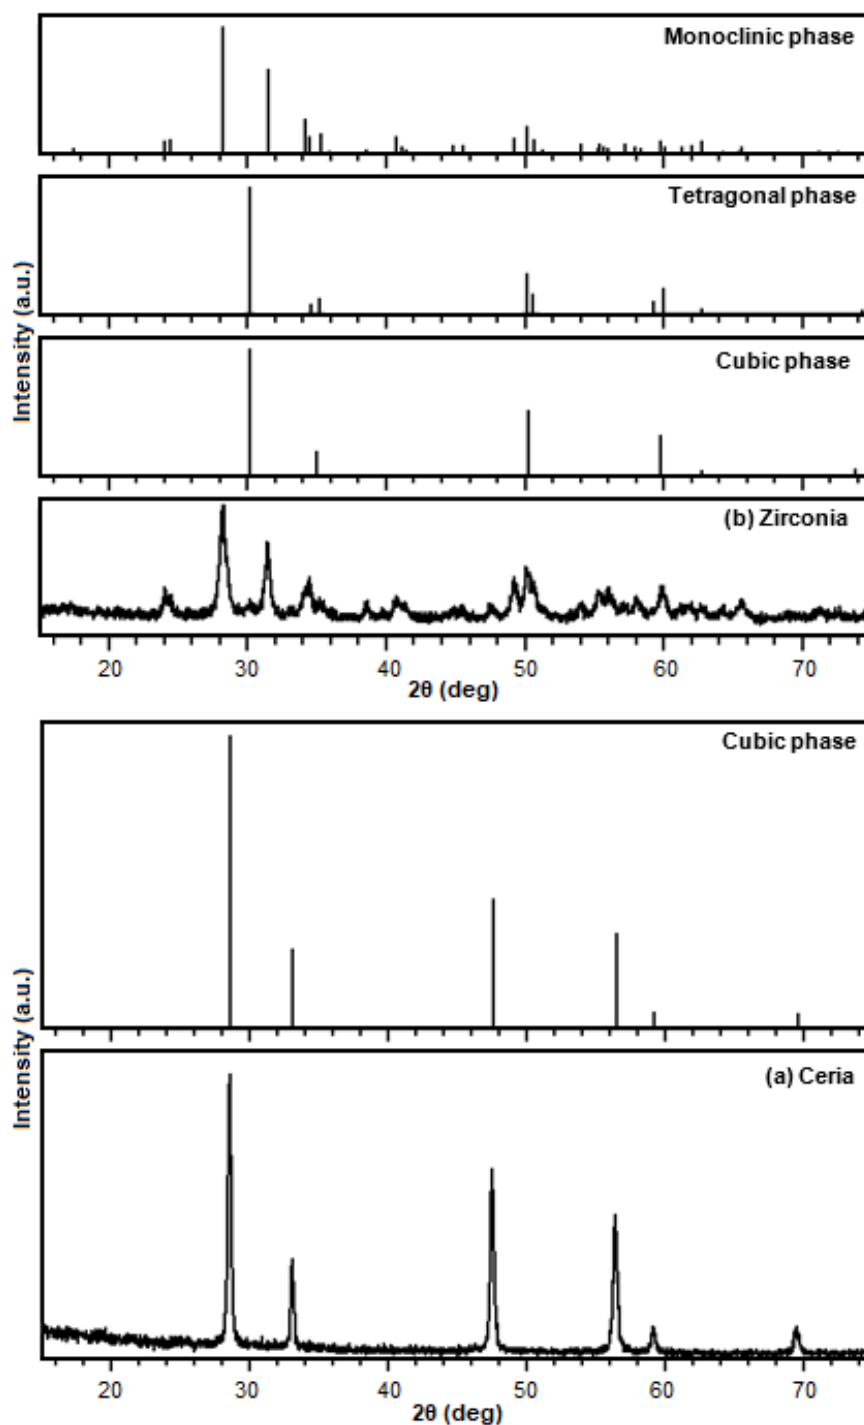 Monoclinic phase
Tetragonal phase
Cubic phase
(b) Zirconia
Intensity (a.u.)
20 30 40 50 60 70
2θ (deg)
Cubic phase
(a) Ceria
Intensity (a.u.)
20 30 40 50 60 70
2θ (deg)